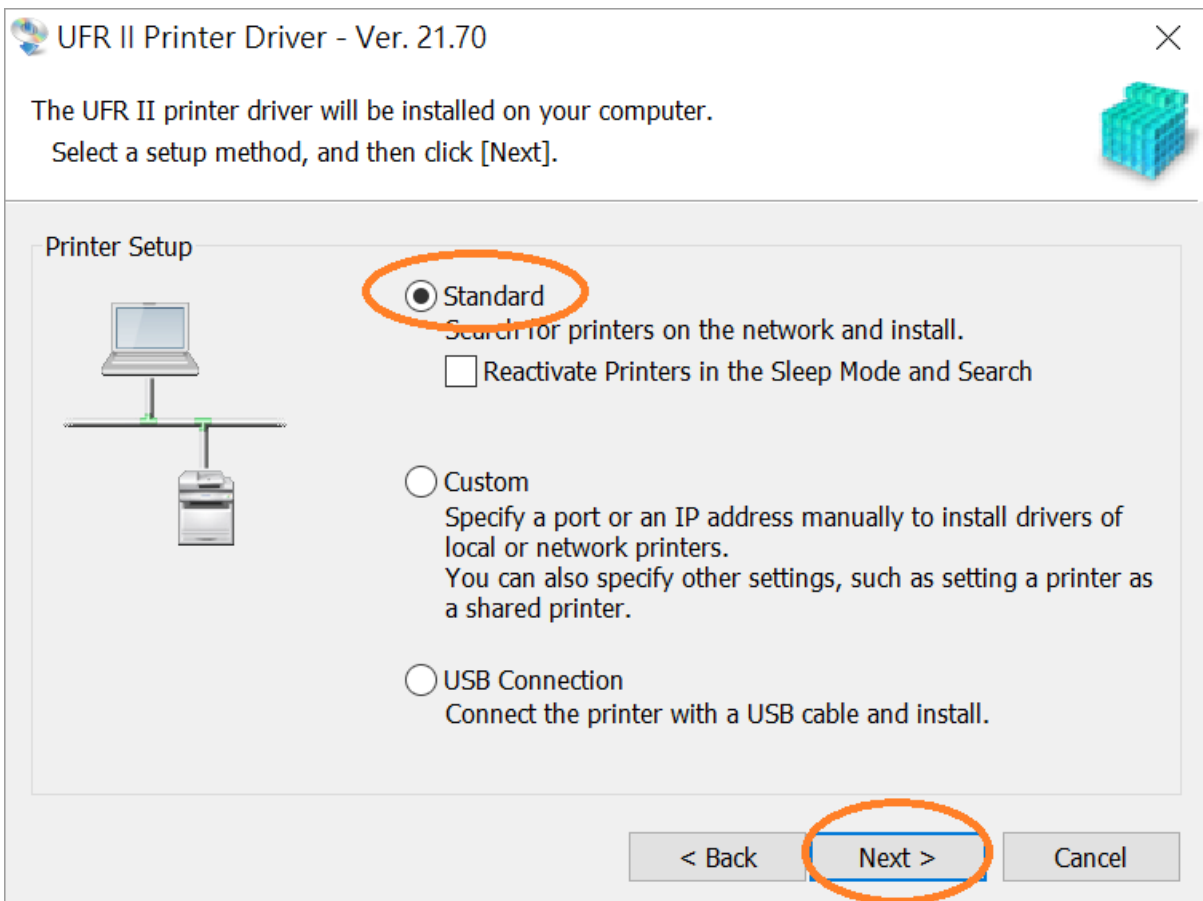 UFR II Printer Driver - Ver. 21.70
The UFR II printer driver will be installed on your computer.
Select a setup method, and then click [Next].
Printer Setup
Standard
Search for printers on the network and install.
Reactivate Printers in the Sleep Mode and Search
Custom
Specify a port or an IP address manually to install drivers of
local or network printers.
You can also specify other settings, such as setting a printer as
a shared printer.
USB Connection
Connect the printer with a USB cable and install.
< Back
Next >
Cancel